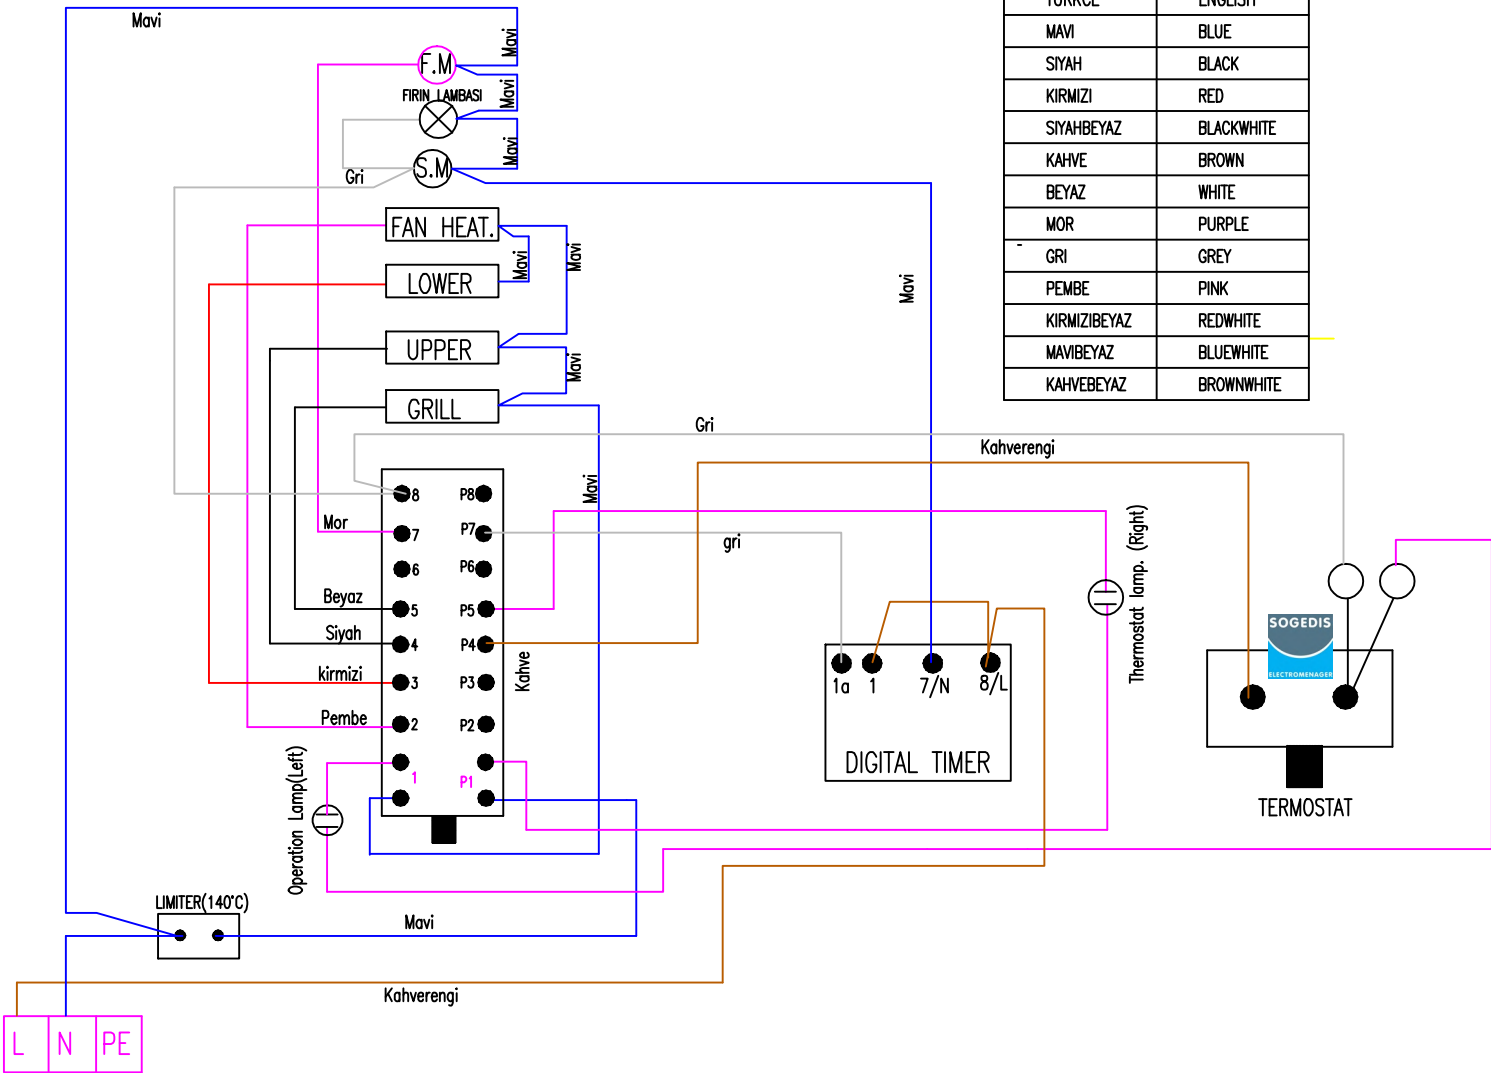 TURKCE ENGLISH
Mavi
MAVI BLUE
Mavi
SIYAH BLACK
F.M
Mavi
FIRIN LAMBASI
KIRMIZI RED
SIYAHBEYAZ BLACKWHITE
Mavi
KAHVE BROWN
S.M
Gri
BEYAZ WHITE
MOR PURPLE
FAN HEAT.
Mavi
Mavi
GRI GREY
LOWER
Mavi
PEMBE PINK
KIRMIZIBEYAZ REDWHITE
UPPER
MAVIBEYAZ BLUEWHITE
Mavi
KAHVEBEYAZ BROWNWHITE
GRILL
Gri
Kahverengi
Mavi
8 P8
Mor
7 P7
gri
Thermostat lamp. (Right)
6 P6
Beyaz
5 P5
SOGEDIS
ELECTROMENAGER
Siyah
4 P4
Kahve
kirmizi
3 P3
1a 1 7/N 8/L
Pembe
2 P2
DIGITAL TIMER
1 P1
Operation Lamp(Left)
TERMOSTAT
LIMITER(140°C)
Mavi
Kahverengi
L N PE